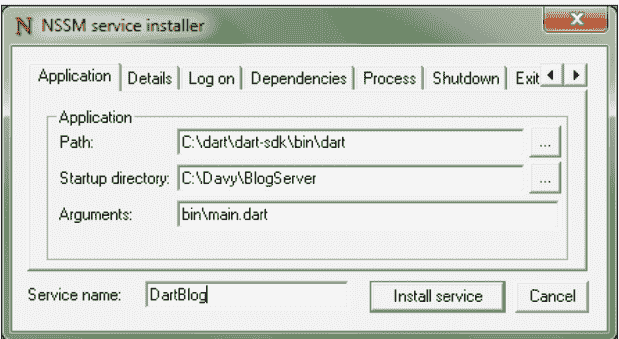 NSSM service installer
Application Details Log on Dependencies Process Shutdown Exit
Application
Path: C:\dart\dart-sdk\bin\dart ...
Startup directory: C:\Davy\BlogServer ...
Arguments: bin\main.dart
Service name: DartBlog Install service Cancel